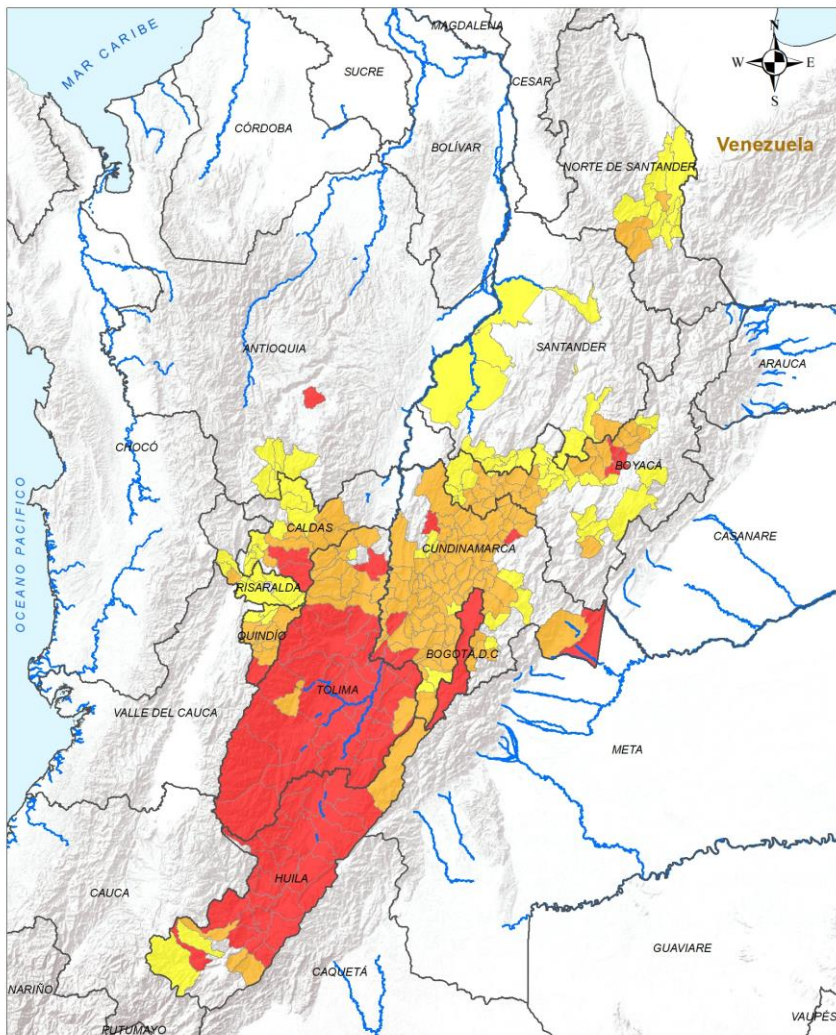 MAGDALENA
MAR CARIBE
N
W
E
S
SUCRE
CESAR
CÓRDOBA
BOLÍVAR
NORTE DE SANTANDER
Venezuela
ANTIOQUIA
SANTANDER
ARAUCA
CHOCÓ
BOYACÁ
OCEANO PACIFICO
CALDAS
CUNDINAMARCA
CASANARE
RISARALDA
QUINDÍO
BOGOTÁ D.C
TOLIMA
VALLE DEL CAUCA
META
HUILA
CAUCA
GUAVIARE
CAQUETÁ
NARIÑO
PUTUMAYO
VAUPÉS